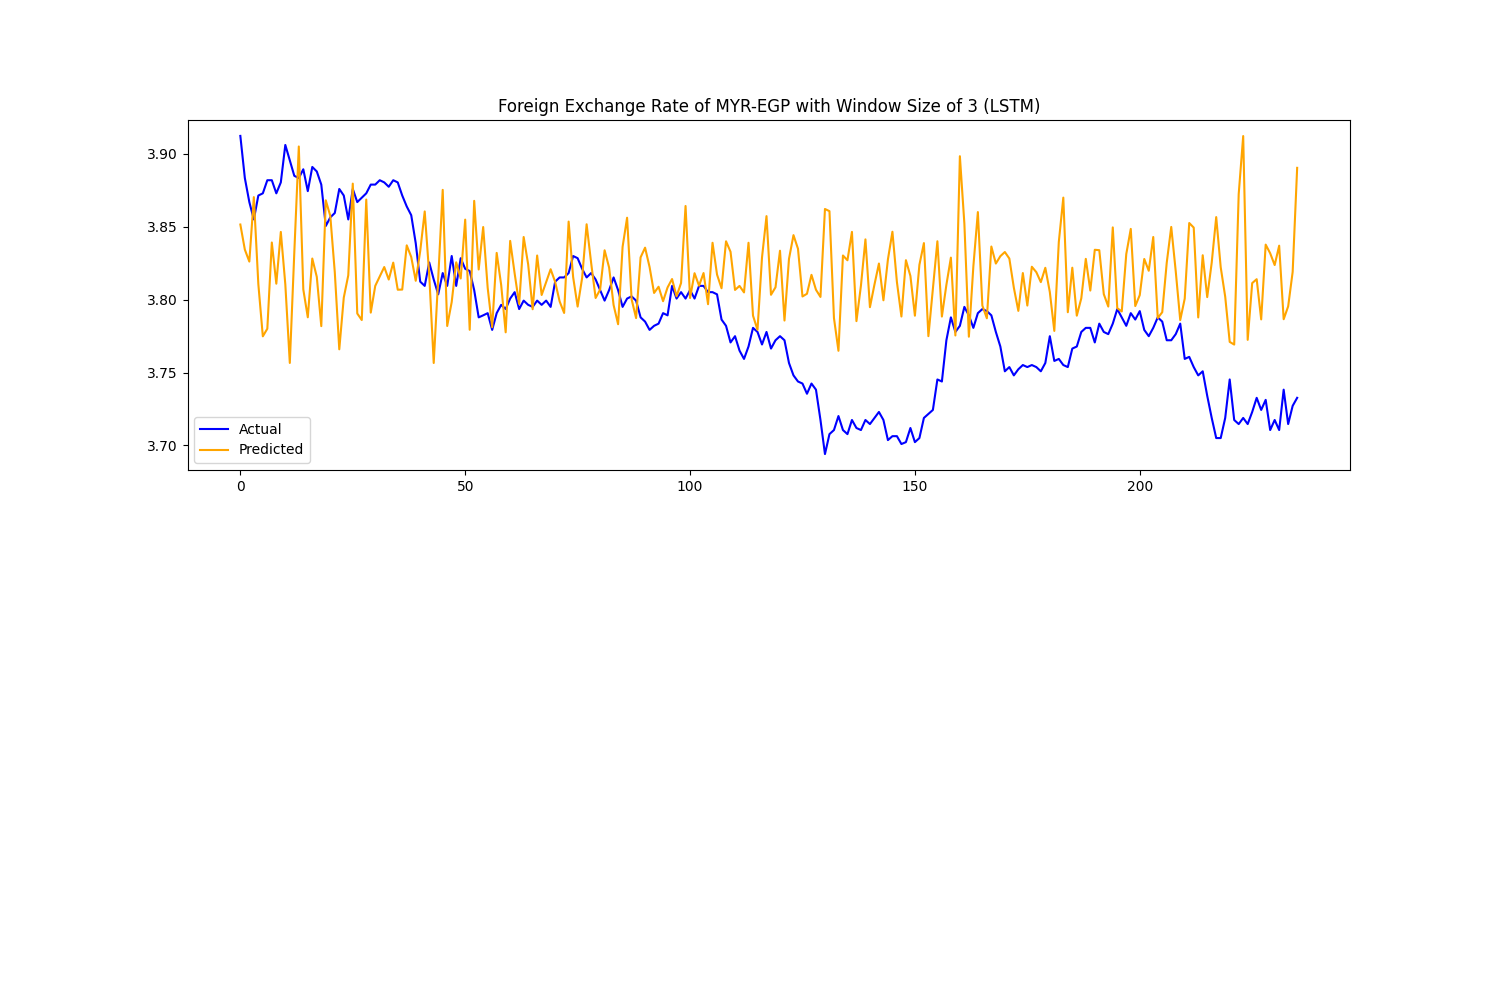 Foreign Exchange Rate of MYR-EGP with Window Size of 3 (LSTM)
3.90
3.85
3.80
3.75
3.70
Actual
Predicted
0 50 100 150 200